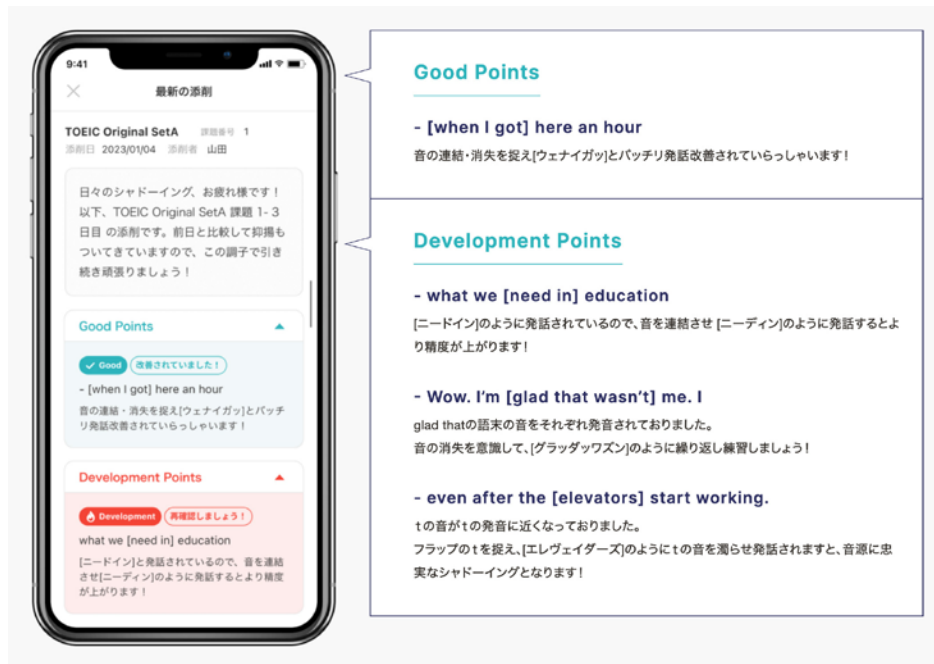 9:41
最新の添削
TOEIC Original SetA 課題番号 1
添削日 2023/01/04 添削者 山田
日々のシャドーイング、お疲れ様です！
以下、TOEIC Original SetA 課題 1- 3
日目 の添削です。前日と比較して抑揚も
ついてきていますので、この調子で引き
続き頑張りましょう！
Good Points
Good 改善されていました！
- [when I got] here an hour
音の連結・消失を捉え[ウェナイガッ]とバッチ
リ発話改善されていらっしゃいます！
Development Points
Development 再確認しましょう！
what we [need in] education
[ニードイン]と発話されているので、音を連結
させ[ニーディン]のように発話するとより精度
が上がります！
Good Points
- [when I got] here an hour
音の連結・消失を捉え[ウェナイガッ]とバッチリ発話改善されていらっしゃいます！
Development Points
- what we [need in] education
[ニードイン]のように発話されているので、音を連結させ [ニーディン]のように発話するとよ
り精度が上がります！
- Wow. I’m [glad that wasn’t] me. I
glad thatの語末の音をそれぞれ発音されておりました。
音の消失を意識して、[グラッダッワズン]のように繰り返し練習しましょう！
- even after the [elevators] start working.
ｔの音がｔの発音に近くなっておりました。
フラップのｔを捉え、[エレヴェイダーズ]のようにｔの音を濁らせ発話されますと、音源に忠
実なシャドーイングとなります！